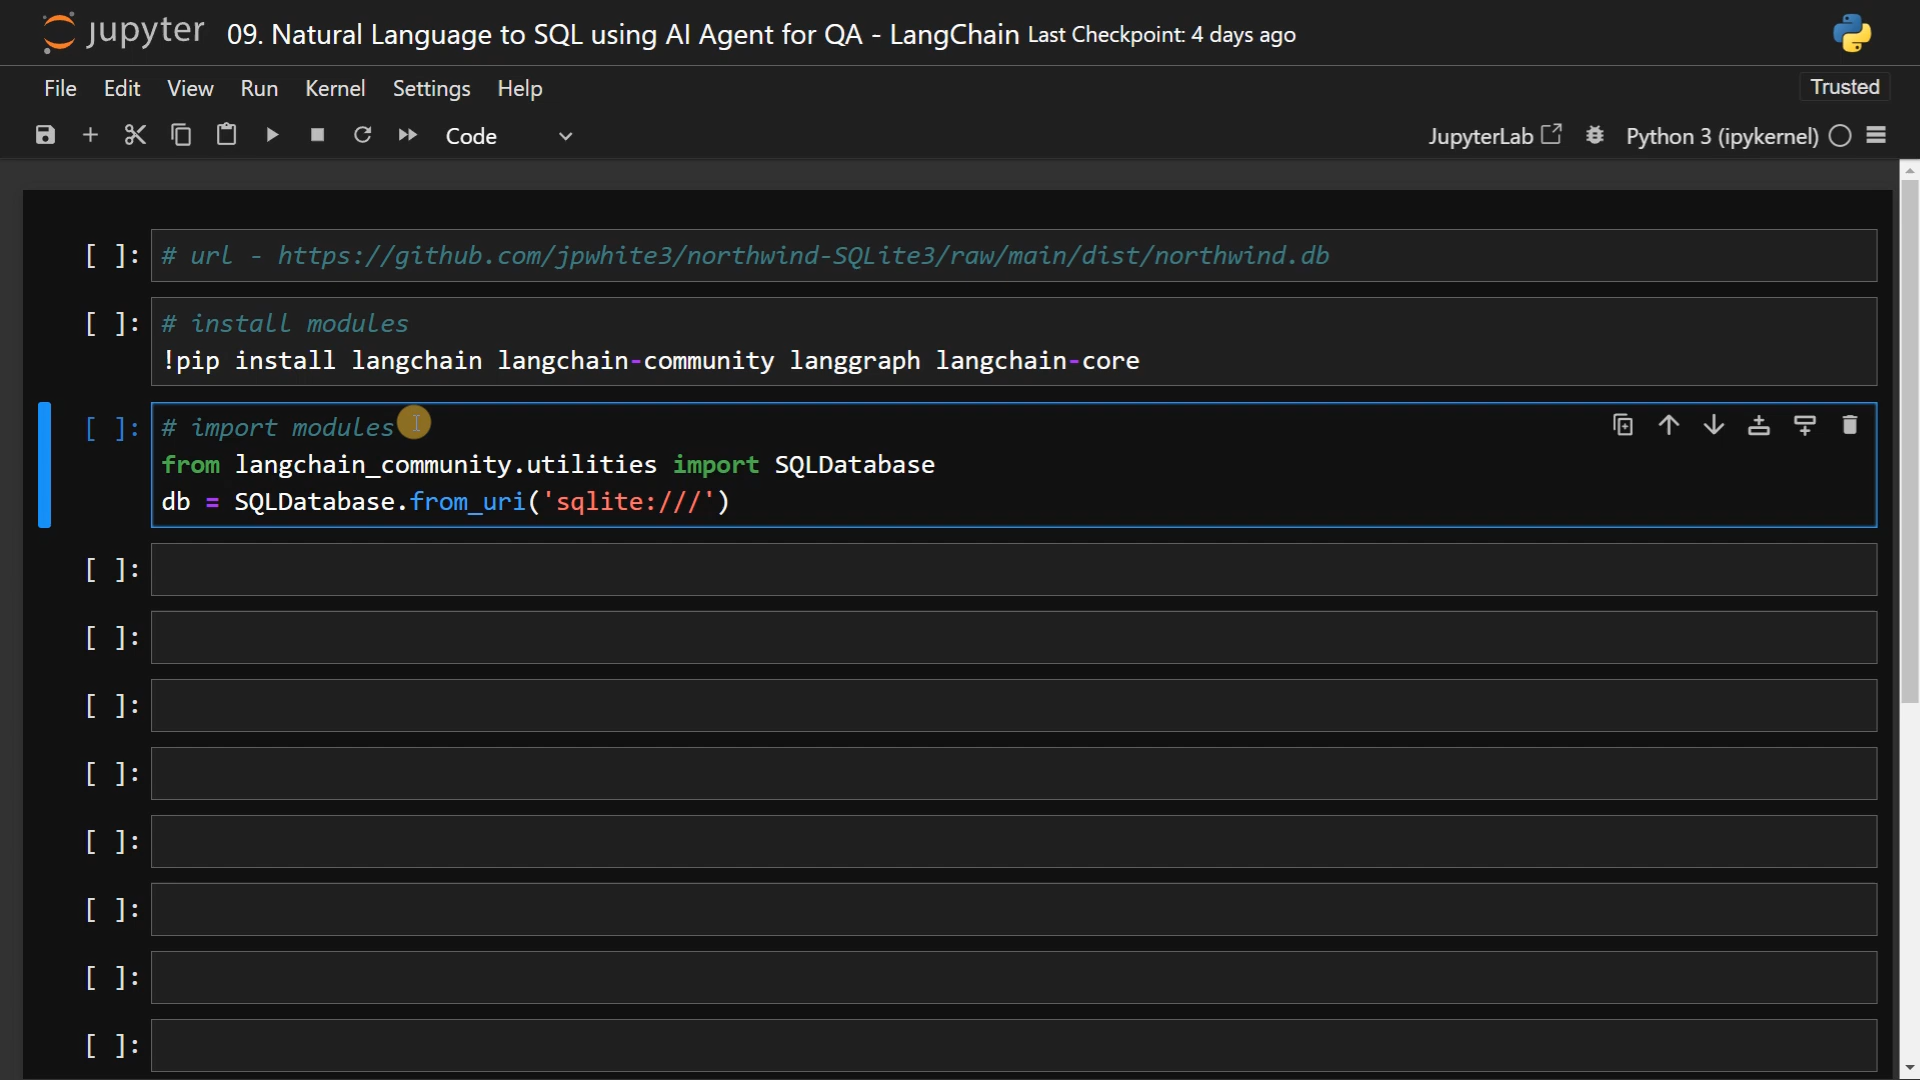 jupyter 09. Natural Language to SQL using AI Agent for QA - LangChain Last Checkpoint: 4 days ago
File Edit View Run Kernel Settings Help Trusted
Code JupyterLab Python 3 (ipykernel)
[ ]: # url - https://github.com/jpwhite3/northwind-SQLite3/raw/main/dist/northwind.db
[ ]: # install modules
!pip install langchain langchain-community langgraph langchain-core
[ ]: # import modules
from langchain_community.utilities import SQLDatabase
db = SQLDatabase.from_uri('sqlite:///')
[ ]:
[ ]:
[ ]:
[ ]:
[ ]:
[ ]:
[ ]:
[ ]: